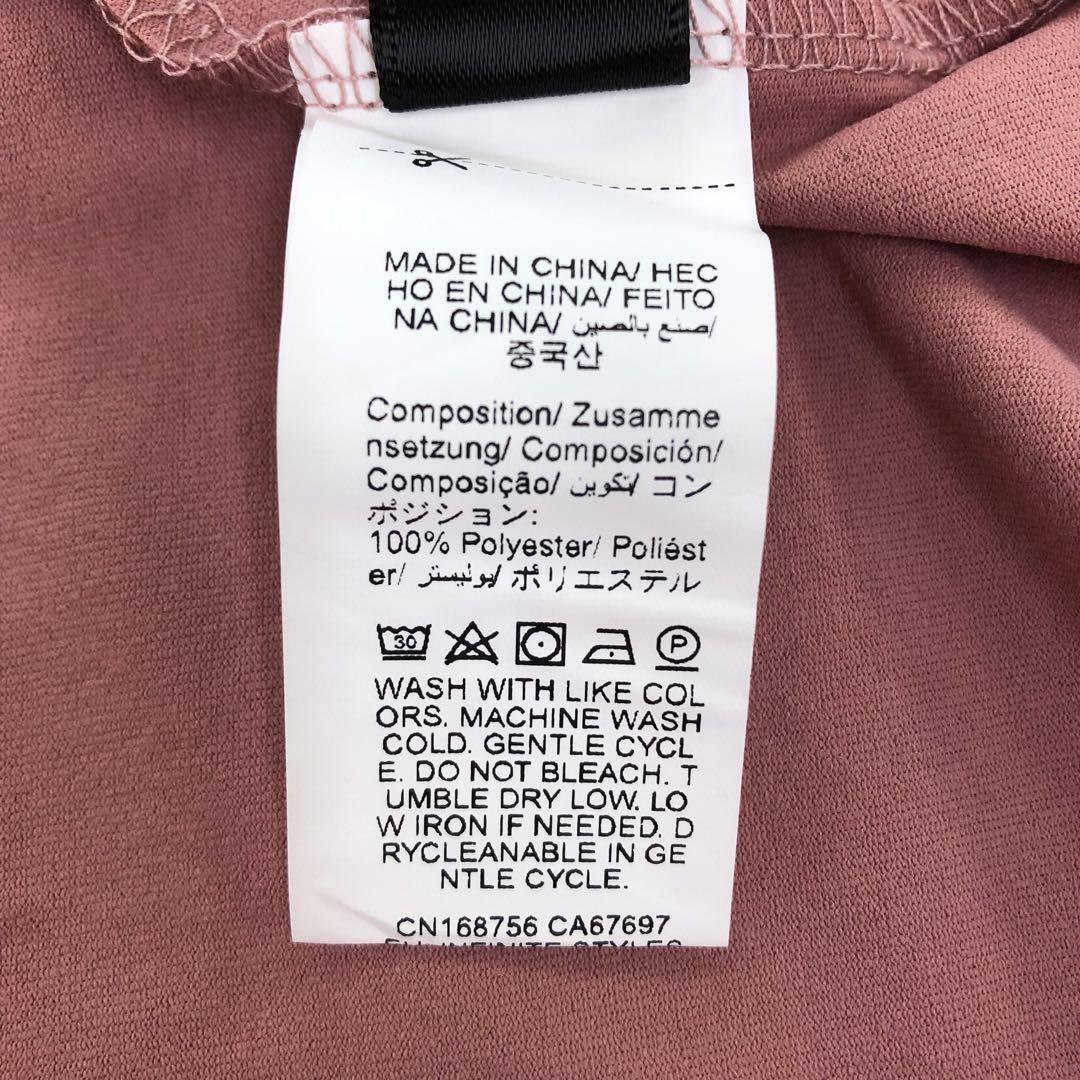 MADE IN CHINA/ HEC
HO EN CHINA/ FEITO
NA CHINA/ صنع بالصين/
중국산
Composition/ Zusamme
nsetzung/ Composición/
Composição/ تكوين/ コン
ポジション:
100% Polyester/ Poliést
er/ بوليستر/ ポリエステル
30 P
WASH WITH LIKE COL
ORS. MACHINE WASH
COLD. GENTLE CYCL
E. DO NOT BLEACH. T
UMBLE DRY LOW. LO
W IRON IF NEEDED. D
RYCLEANABLE IN GE
NTLE CYCLE.
CN168756 CA67697
INFINITE STYLES